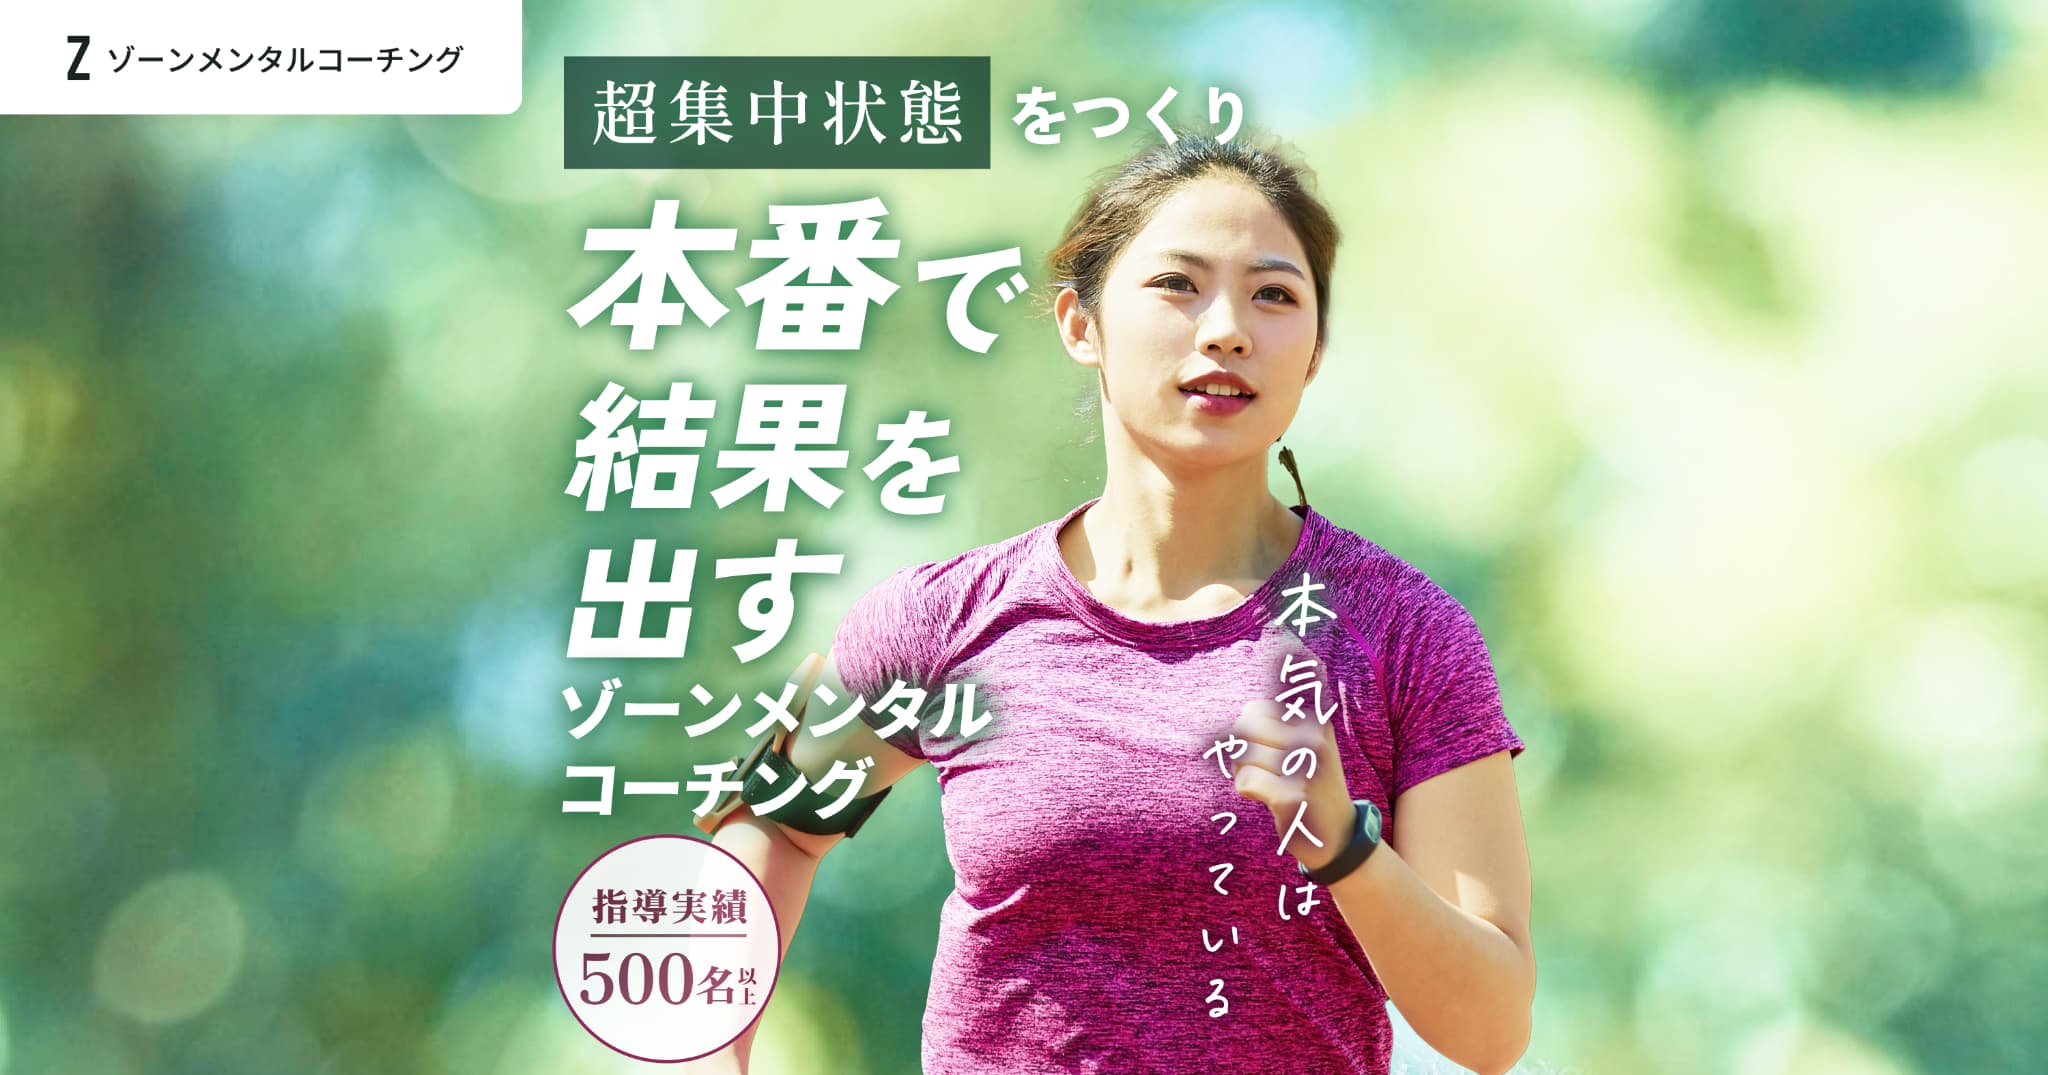 Z ゾーンメンタルコーチング
超集中状態をつくり
本番で
結果を
出す
ゾーンメンタル
コーチング
本気の人は
やっている
指導実績
500名以上